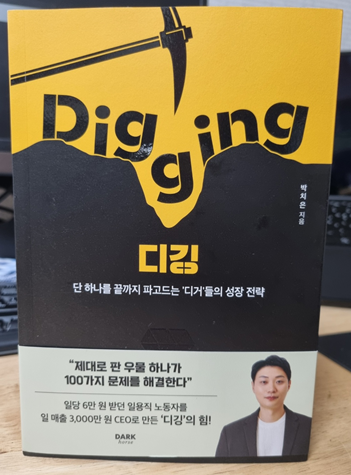 Digging
박치은 지음
디깅
단 하나를 끝까지 파고드는 '디거'들의 성장 전략
“제대로 판 우물 하나가
100가지 문제를 해결한다”
일당 6만 원 받던 일용직 노동자를
일 매출 3,000만 원 CEO로 만든 ‘디깅’의 힘!
DARK
horse